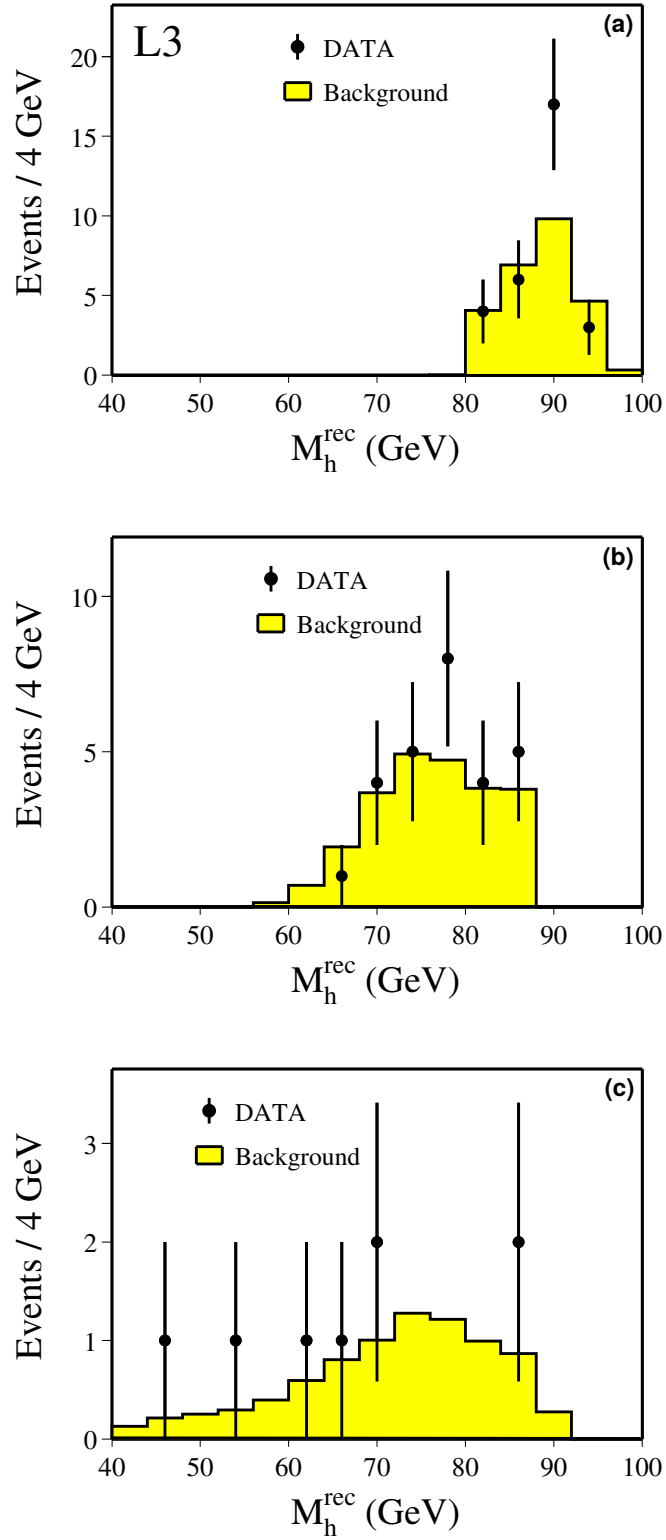 L3
(a)
DATA
Background
Events / 4 GeV
20
15
10
5
0
40 50 60 70 80 90 100
M_h^rec (GeV)
(b)
DATA
Background
Events / 4 GeV
10
5
0
40 50 60 70 80 90 100
M_h^rec (GeV)
(c)
DATA
Background
Events / 4 GeV
3
2
1
0
40 50 60 70 80 90 100
M_h^rec (GeV)